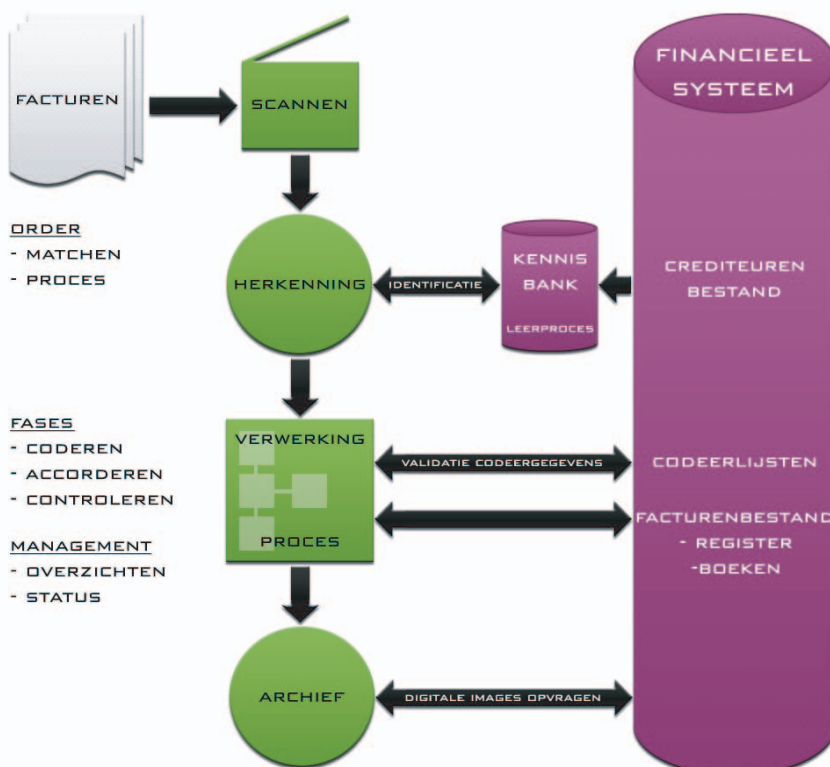 FACTUREN
SCANNEN
FINANCIEEL
SYSTEEM
ORDER
- MATCHEN
- PROCES
HERKENNING
IDENTIFICATIE
KENNIS
BANK
LEERPROCES
CREDITEUREN
BESTAND
FASES
- CODEREN
- ACCORDEREN
- CONTROLEREN
VERWERKING
PROCES
VALIDATIE CODEERGEGEVENS
CODEERLIJSTEN
FACTURENBESTAND
- REGISTER
-BOEKEN
MANAGEMENT
- OVERZICHTEN
- STATUS
ARCHIEF
DIGITALE IMAGES OPVRAGEN